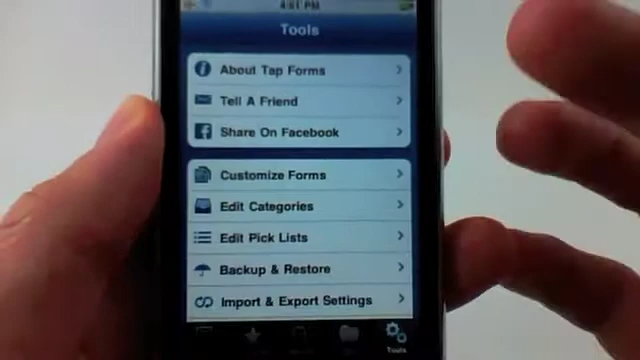 4:51 PM
Tools
About Tap Forms
Tell A Friend
Share On Facebook
Customize Forms
Edit Categories
Edit Pick Lists
Backup & Restore
Import & Export Settings
Tools